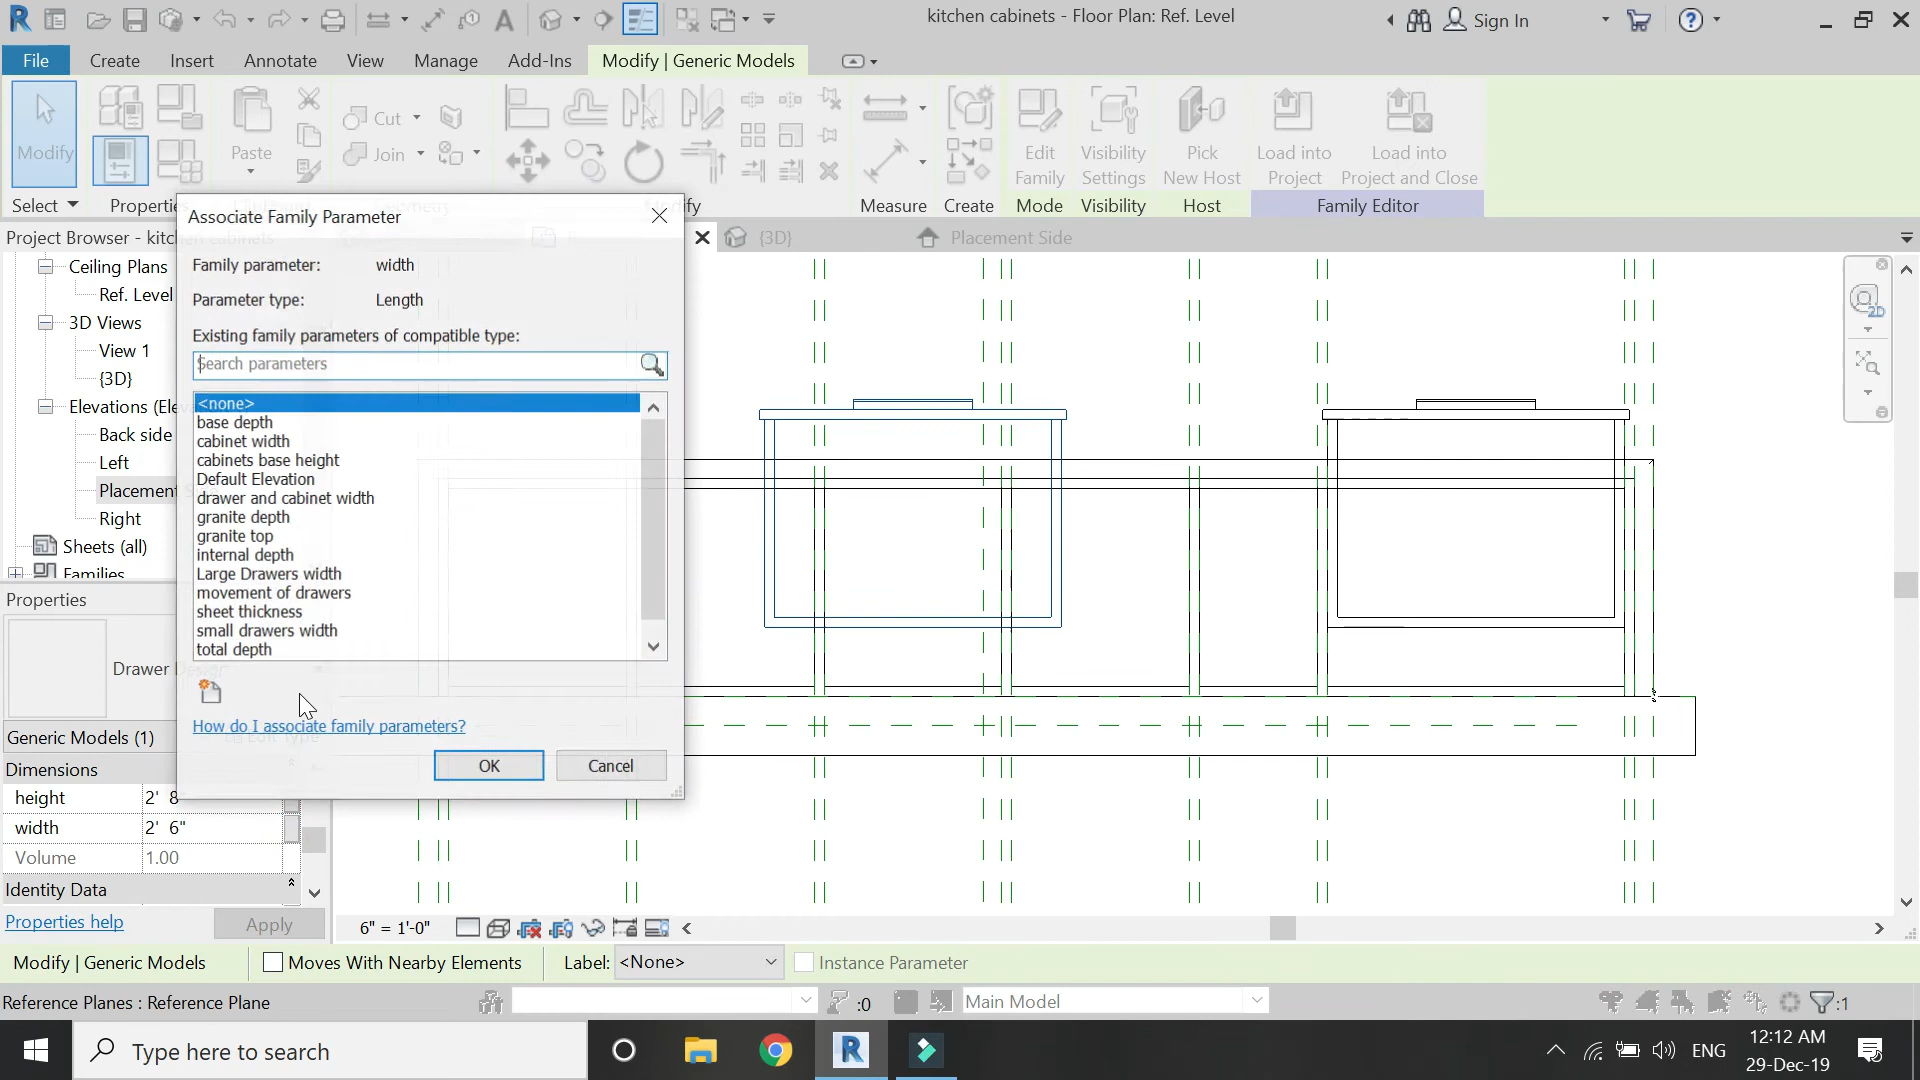 kitchen cabinets - Floor Plan: Ref. Level
Sign In
File
Create
Insert
Annotate
View
Manage
Add-Ins
Modify | Generic Models
Modify
Paste
Cut
Join
Edit
Family
Visibility
Settings
Pick
New Host
Load into
Project
Load into
Project and Close
Select
Measure
Create
Mode
Visibility
Host
Family Editor
Project Browser - kitchen cabinets
{3D}
Placement Side
Ceiling Plans
Ref. Level
3D Views
View 1
{3D}
Elevations (Ele
Back side
Left
Placement
Right
Sheets (all)
Families
Associate Family Parameter
Family parameter: width
Parameter type: Length
Existing family parameters of compatible type:
Search parameters
<none>
base depth
cabinet width
cabinets base height
Default Elevation
drawer and cabinet width
granite depth
granite top
internal depth
Large Drawers width
movement of drawers
sheet thickness
small drawers width
total depth
How do I associate family parameters?
OK
Cancel
Properties
Drawer
Generic Models (1)
Dimensions
height 2' 8"
width 2' 6"
Volume 1.00
Identity Data
Properties help
Apply
6" = 1'-0"
Modify | Generic Models
Moves With Nearby Elements
Label: <None>
Instance Parameter
Reference Planes : Reference Plane
:0
Main Model
:1
Type here to search
ENG
12:12 AM
29-Dec-19